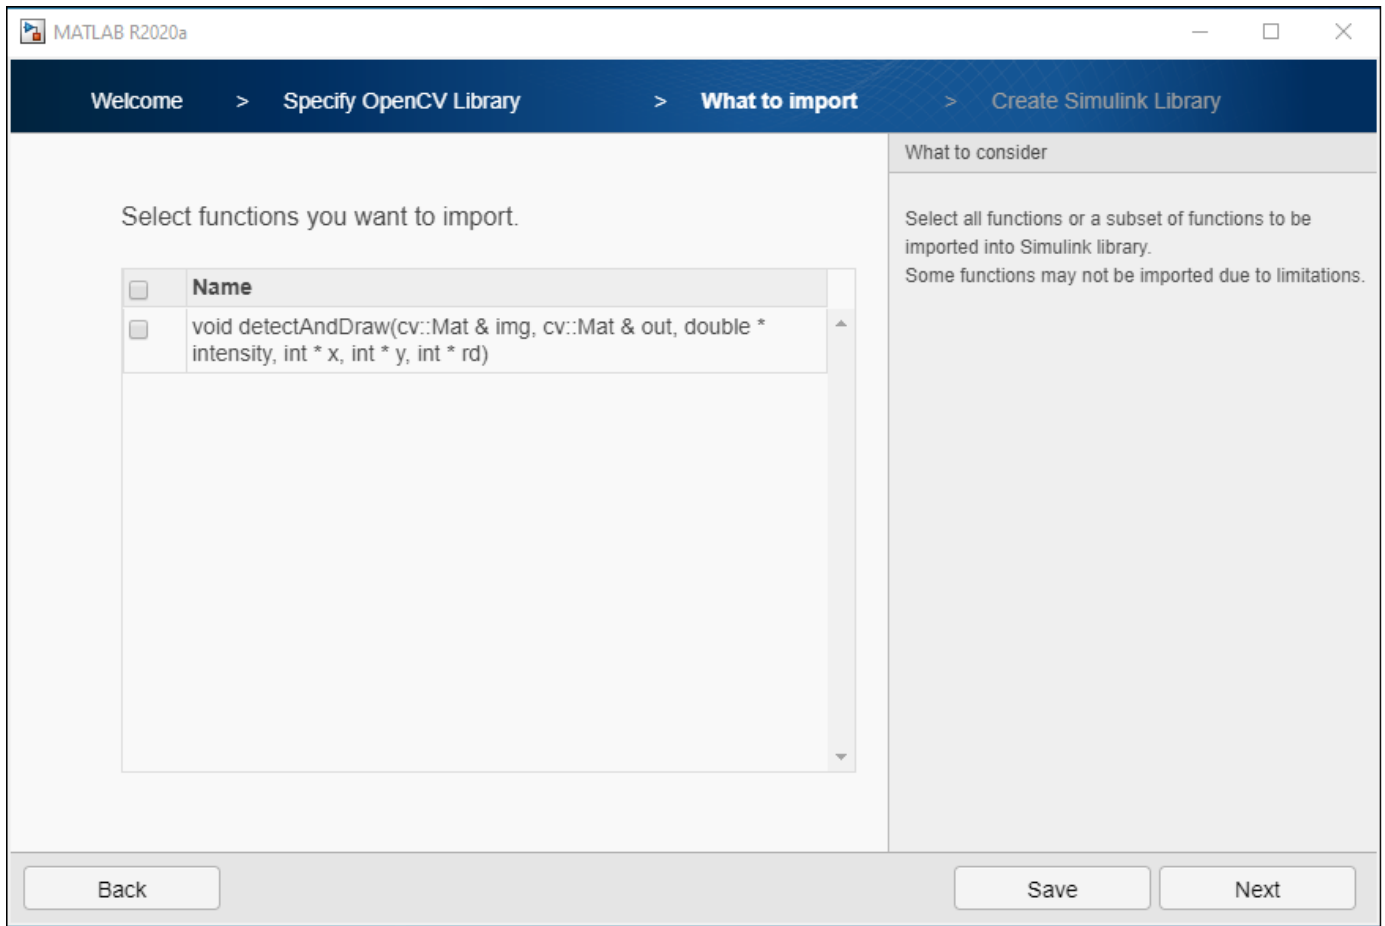 MATLAB R2020a
Welcome > Specify OpenCV Library > What to import > Create Simulink Library
What to consider
Select functions you want to import.
Select all functions or a subset of functions to be
imported into Simulink library.
Some functions may not be imported due to limitations.
Name
void detectAndDraw(cv::Mat & img, cv::Mat & out, double *
intensity, int * x, int * y, int * rd)
Back
Save
Next